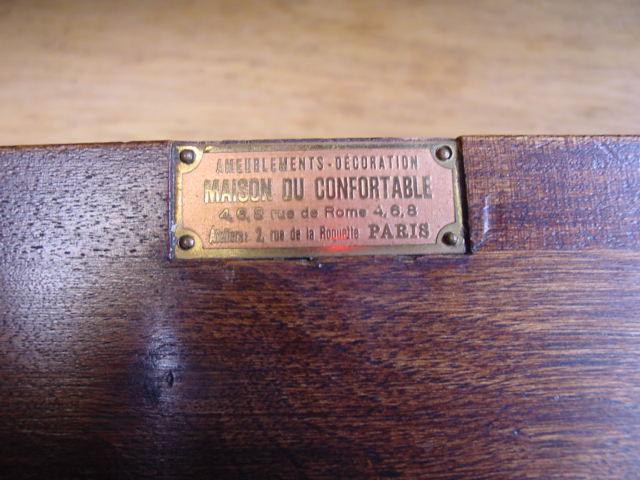 AMEUBLEMENTS - DÉCORATION
MAISON DU CONFORTABLE
4,6,8 rue de Rome 4,6,8
Ateliers: 2, rue de la Roquette PARIS